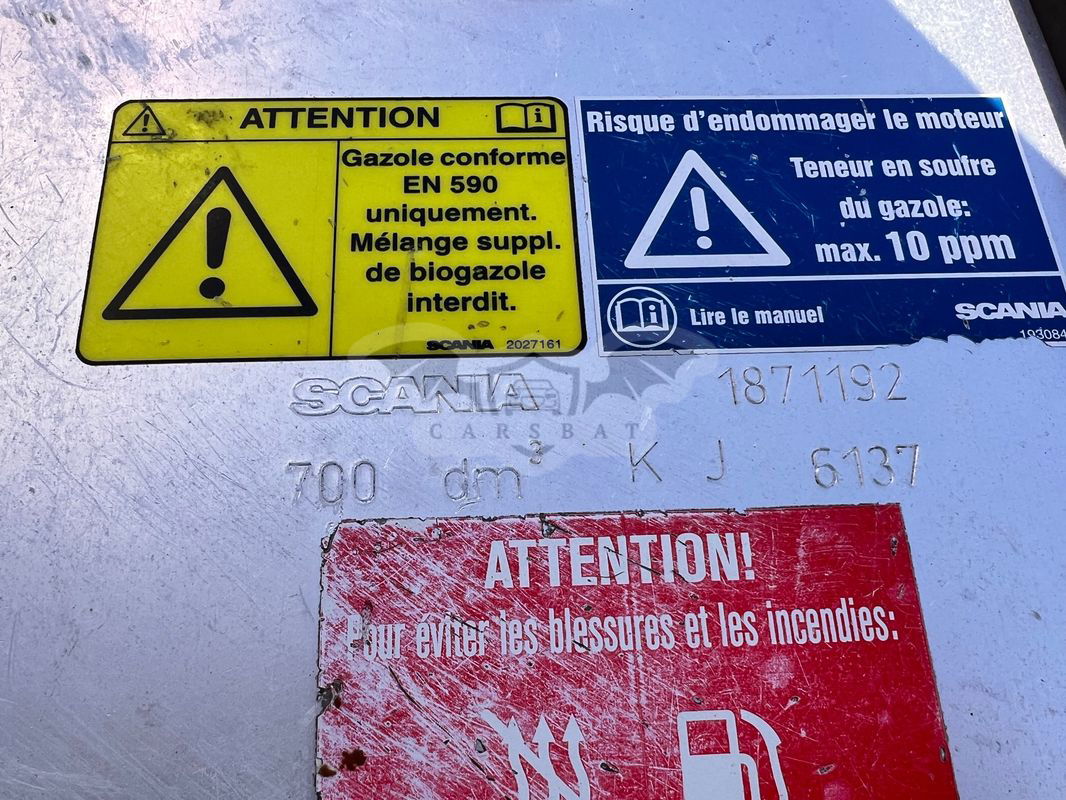 ATTENTION
Gazole conforme
EN 590
uniquement.
Mélange suppl.
de biogazole
interdit.
SCANIA 2027161
Risque d'endommager le moteur
Teneur en soufre
du gazole:
max. 10 ppm
Lire le manuel
SCANIA
193084
SCANIA 1871192
CARSBAT
700 dm³ K J 6137
ATTENTION!
Pour éviter les blessures et les incendies: